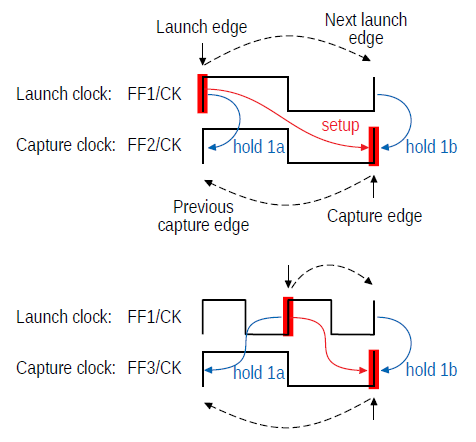 Launch edge
Next launch
edge
Launch clock: FF1/CK
setup
Capture clock: FF2/CK
hold 1a
hold 1b
Previous
capture edge
Capture edge
Launch clock: FF1/CK
Capture clock: FF3/CK
hold 1a
hold 1b